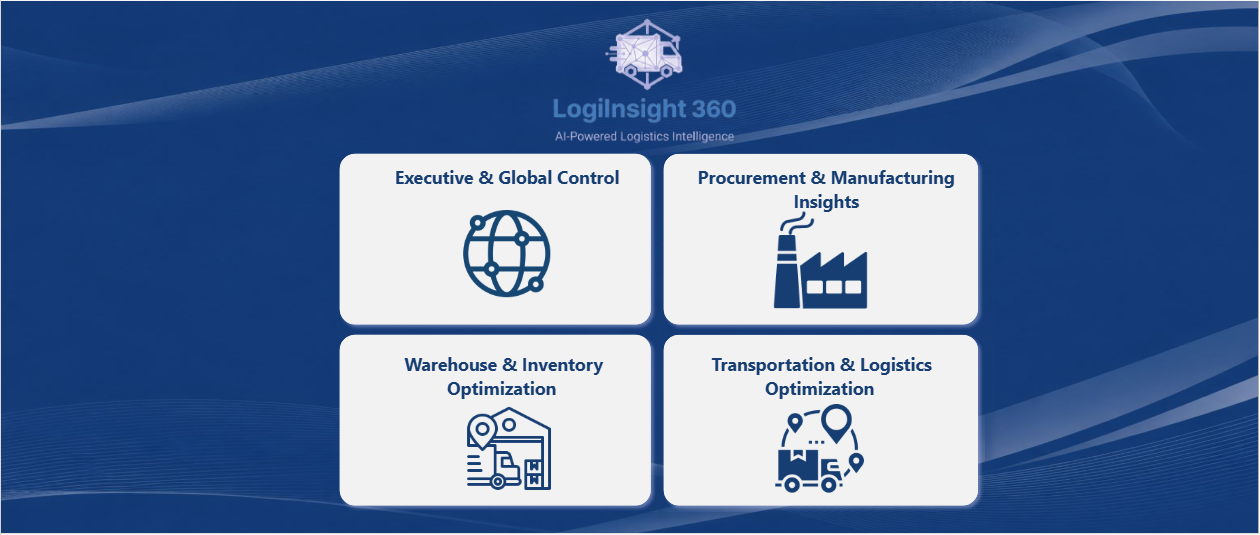 LogiInsight 360
AI-Powered Logistics Intelligence
Executive & Global Control
Procurement & Manufacturing
Insights
Warehouse & Inventory
Optimization
Transportation & Logistics
Optimization